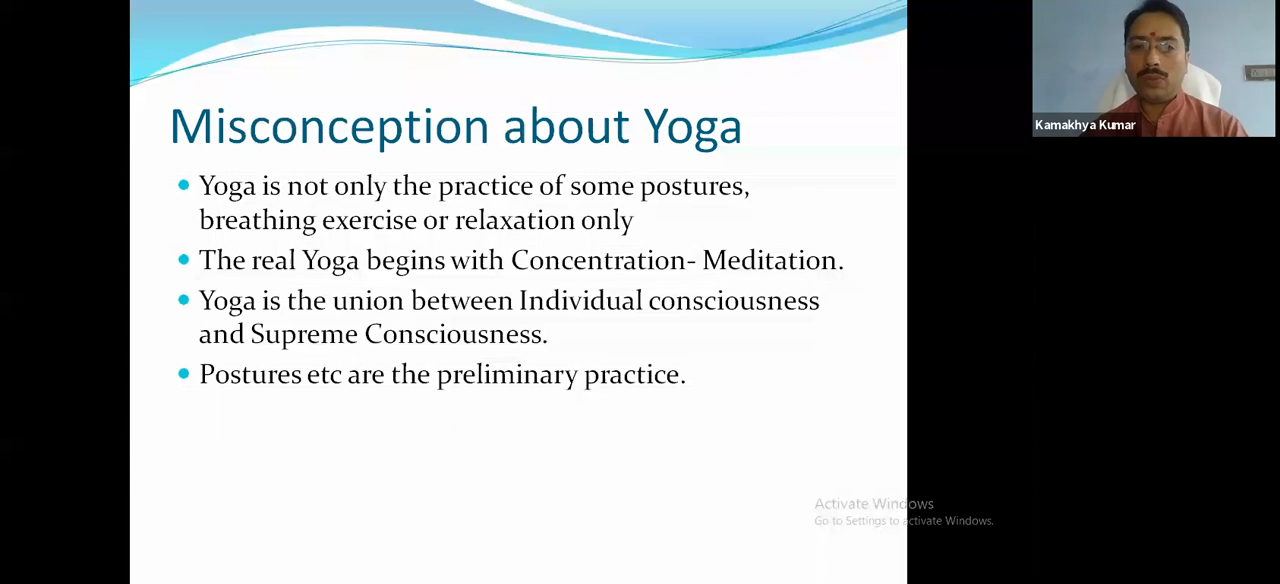 Misconception about Yoga
Yoga is not only the practice of some postures,
breathing exercise or relaxation only
The real Yoga begins with Concentration- Meditation.
Yoga is the union between Individual consciousness
and Supreme Consciousness.
Postures etc are the preliminary practice.
Kamakhya Kumar
Activate Windows
Go to Settings to activate Windows.